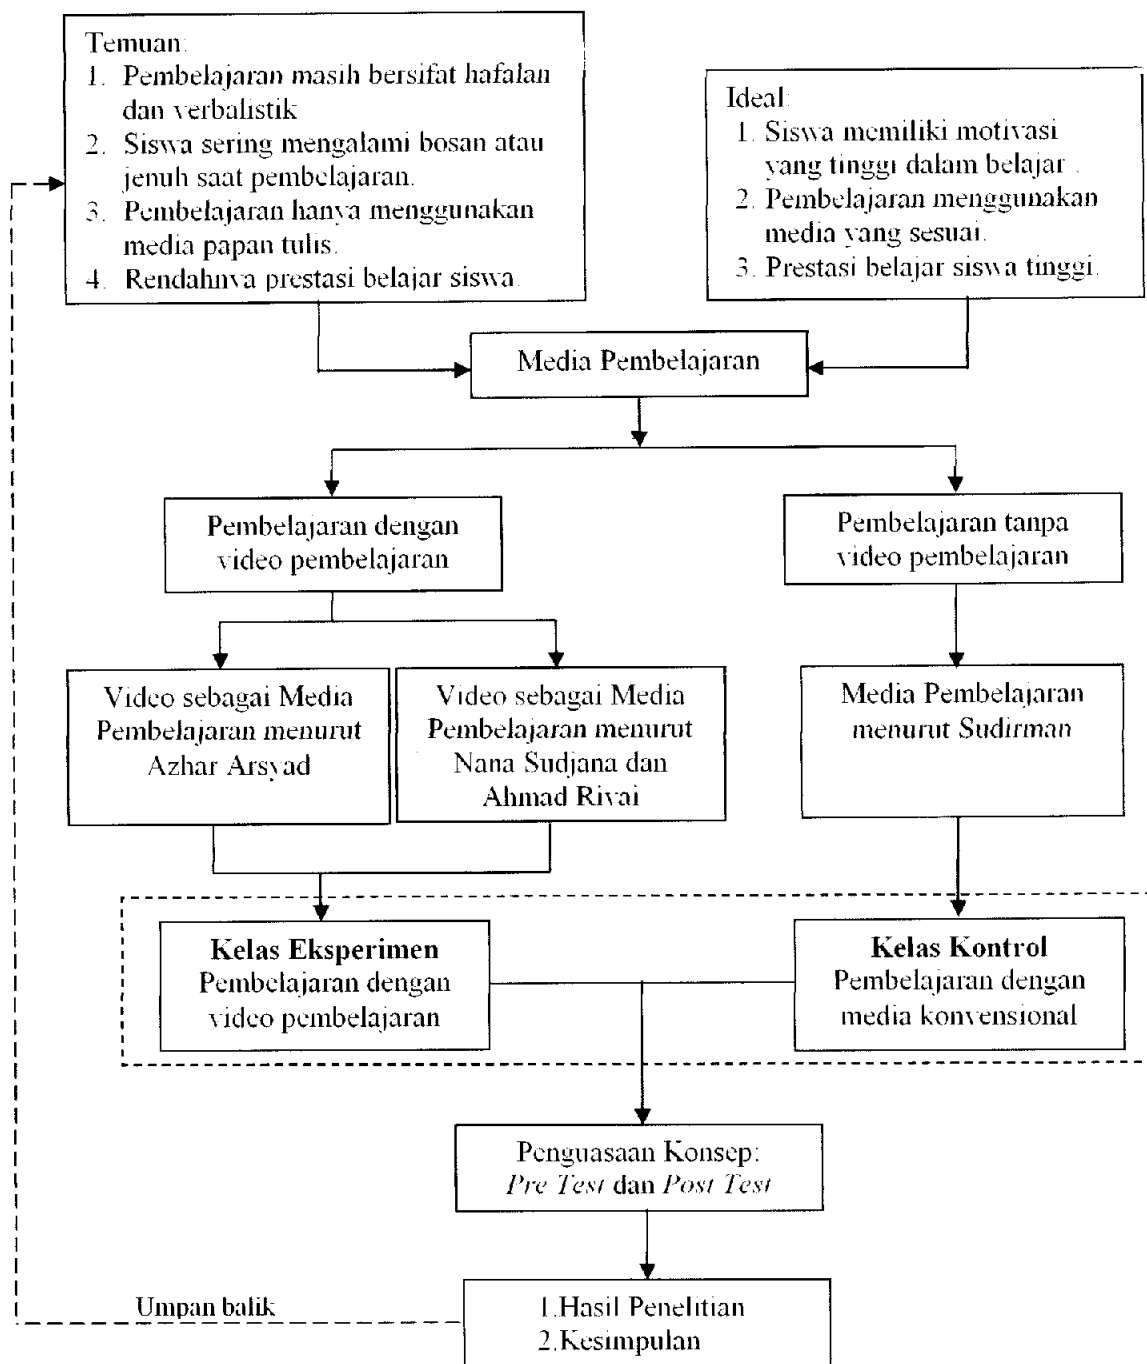 Temuan:
1. Pembelajaran masih bersifat hafalan
dan verbalistik
2. Siswa sering mengalami bosan atau
jenuh saat pembelajaran.
3. Pembelajaran hanya menggunakan
media papan tulis.
4. Rendahnya prestasi belajar siswa.
Ideal:
1. Siswa memiliki motivasi
yang tinggi dalam belajar .
2. Pembelajaran menggunakan
media yang sesuai.
3. Prestasi belajar siswa tinggi.
Media Pembelajaran
Pembelajaran dengan
video pembelajaran
Pembelajaran tanpa
video pembelajaran
Video sebagai Media
Pembelajaran menurut
Azhar Arsyad
Video sebagai Media
Pembelajaran menurut
Nana Sudjana dan
Ahmad Rivai
Media Pembelajaran
menurut Sudirman
Kelas Eksperimen
Pembelajaran dengan
video pembelajaran
Kelas Kontrol
Pembelajaran dengan
media konvensional
Penguasaan Konsep:
Pre Test dan Post Test
Umpan balik
1.Hasil Penelitian
2.Kesimpulan